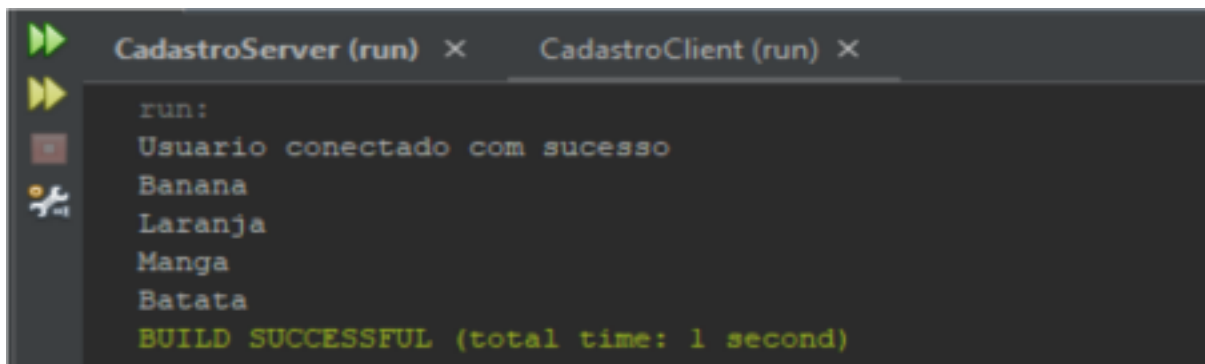 CadastroServer (run) × CadastroClient (run) ×
run:
Usuario conectado com sucesso
Banana
Laranja
Manga
Batata
BUILD SUCCESSFUL (total time: 1 second)